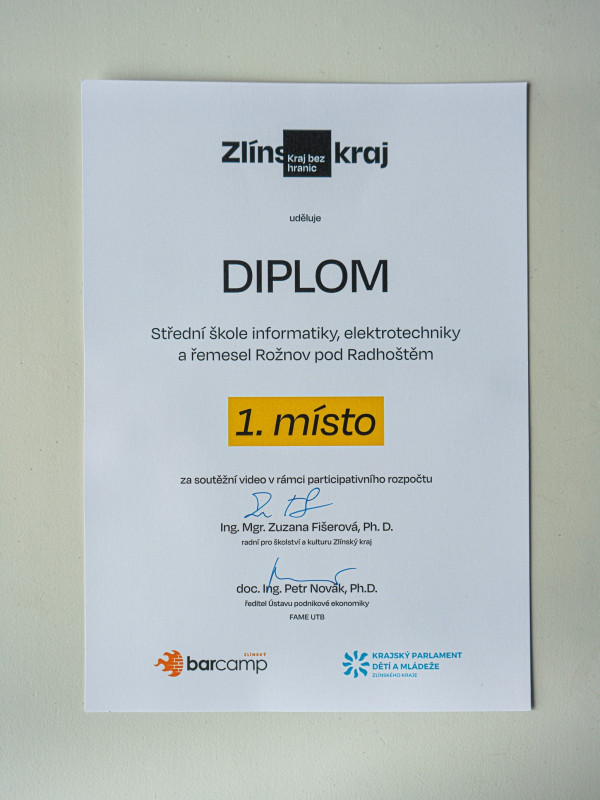 Zlínský kraj
Kraj bez
hranic
uděluje
DIPLOM
Střední škole informatiky, elektrotechniky
a řemesel Rožnov pod Radhoštěm
1. místo
za soutěžní video v rámci participativního rozpočtu
Ing. Mgr. Zuzana Fišerová, Ph. D.
radní pro školství a kulturu Zlínský kraj
doc. Ing. Petr Novák, Ph.D.
ředitel Ústavu podnikové ekonomiky
FAME UTB
ZLÍNSKÝ
barcamp
KRAJSKÝ PARLAMENT
DĚTÍ A MLÁDEŽE
ZLÍNSKÉHO KRAJE